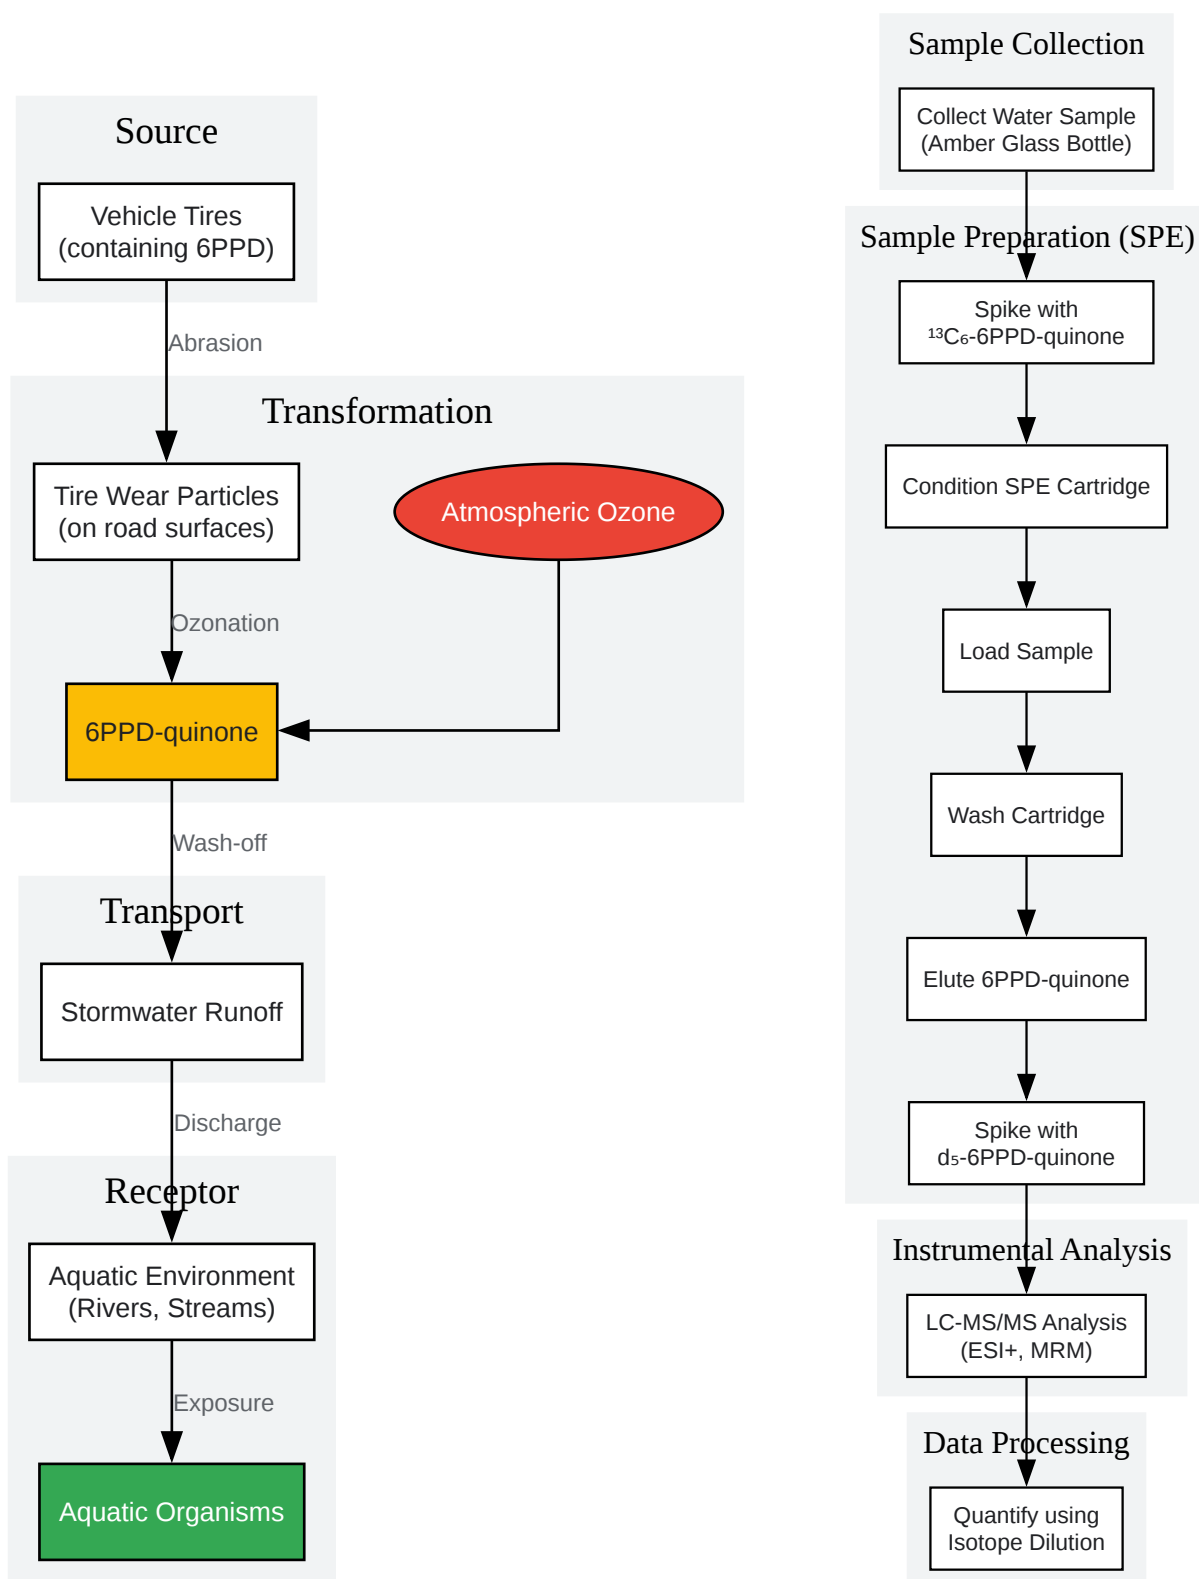 Source
Vehicle Tires
(containing 6PPD)
Abrasion
Transformation
Tire Wear Particles
(on road surfaces)
Atmospheric Ozone
Ozonation
6PPD-quinone
Wash-off
Transport
Stormwater Runoff
Discharge
Receptor
Aquatic Environment
(Rivers, Streams)
Exposure
Aquatic Organisms
Sample Collection
Collect Water Sample
(Amber Glass Bottle)
Sample Preparation (SPE)
Spike with
¹³C₆-6PPD-quinone
Condition SPE Cartridge
Load Sample
Wash Cartridge
Elute 6PPD-quinone
Spike with
d₅-6PPD-quinone
Instrumental Analysis
LC-MS/MS Analysis
(ESI+, MRM)
Data Processing
Quantify using
Isotope Dilution